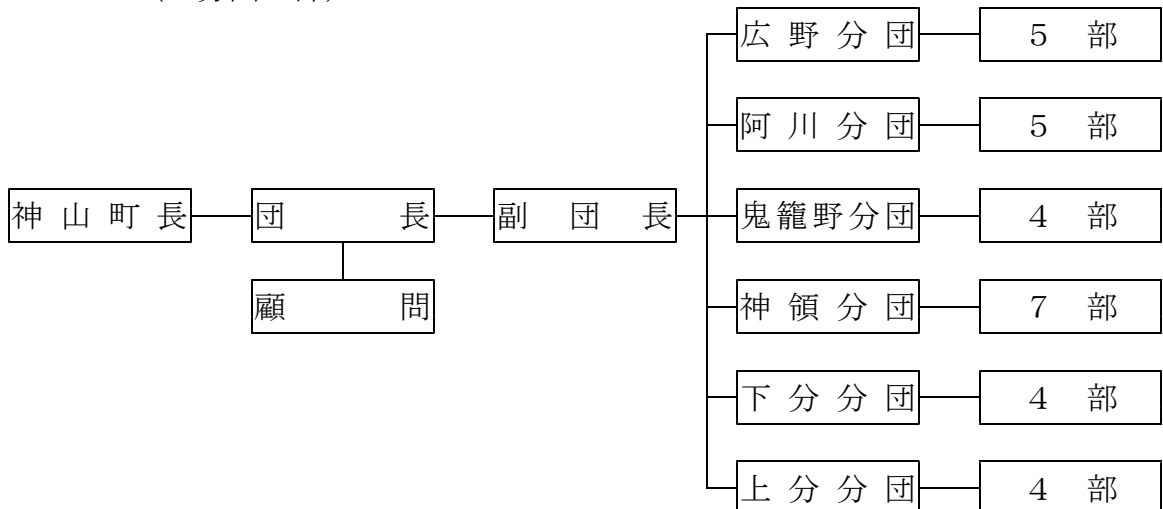 広野分団 5 部
阿川分団 5 部
神山町長 団長 副団長 鬼籠野分団 4 部
顧問 神領分団 7 部
下分分団 4 部
上分分団 4 部